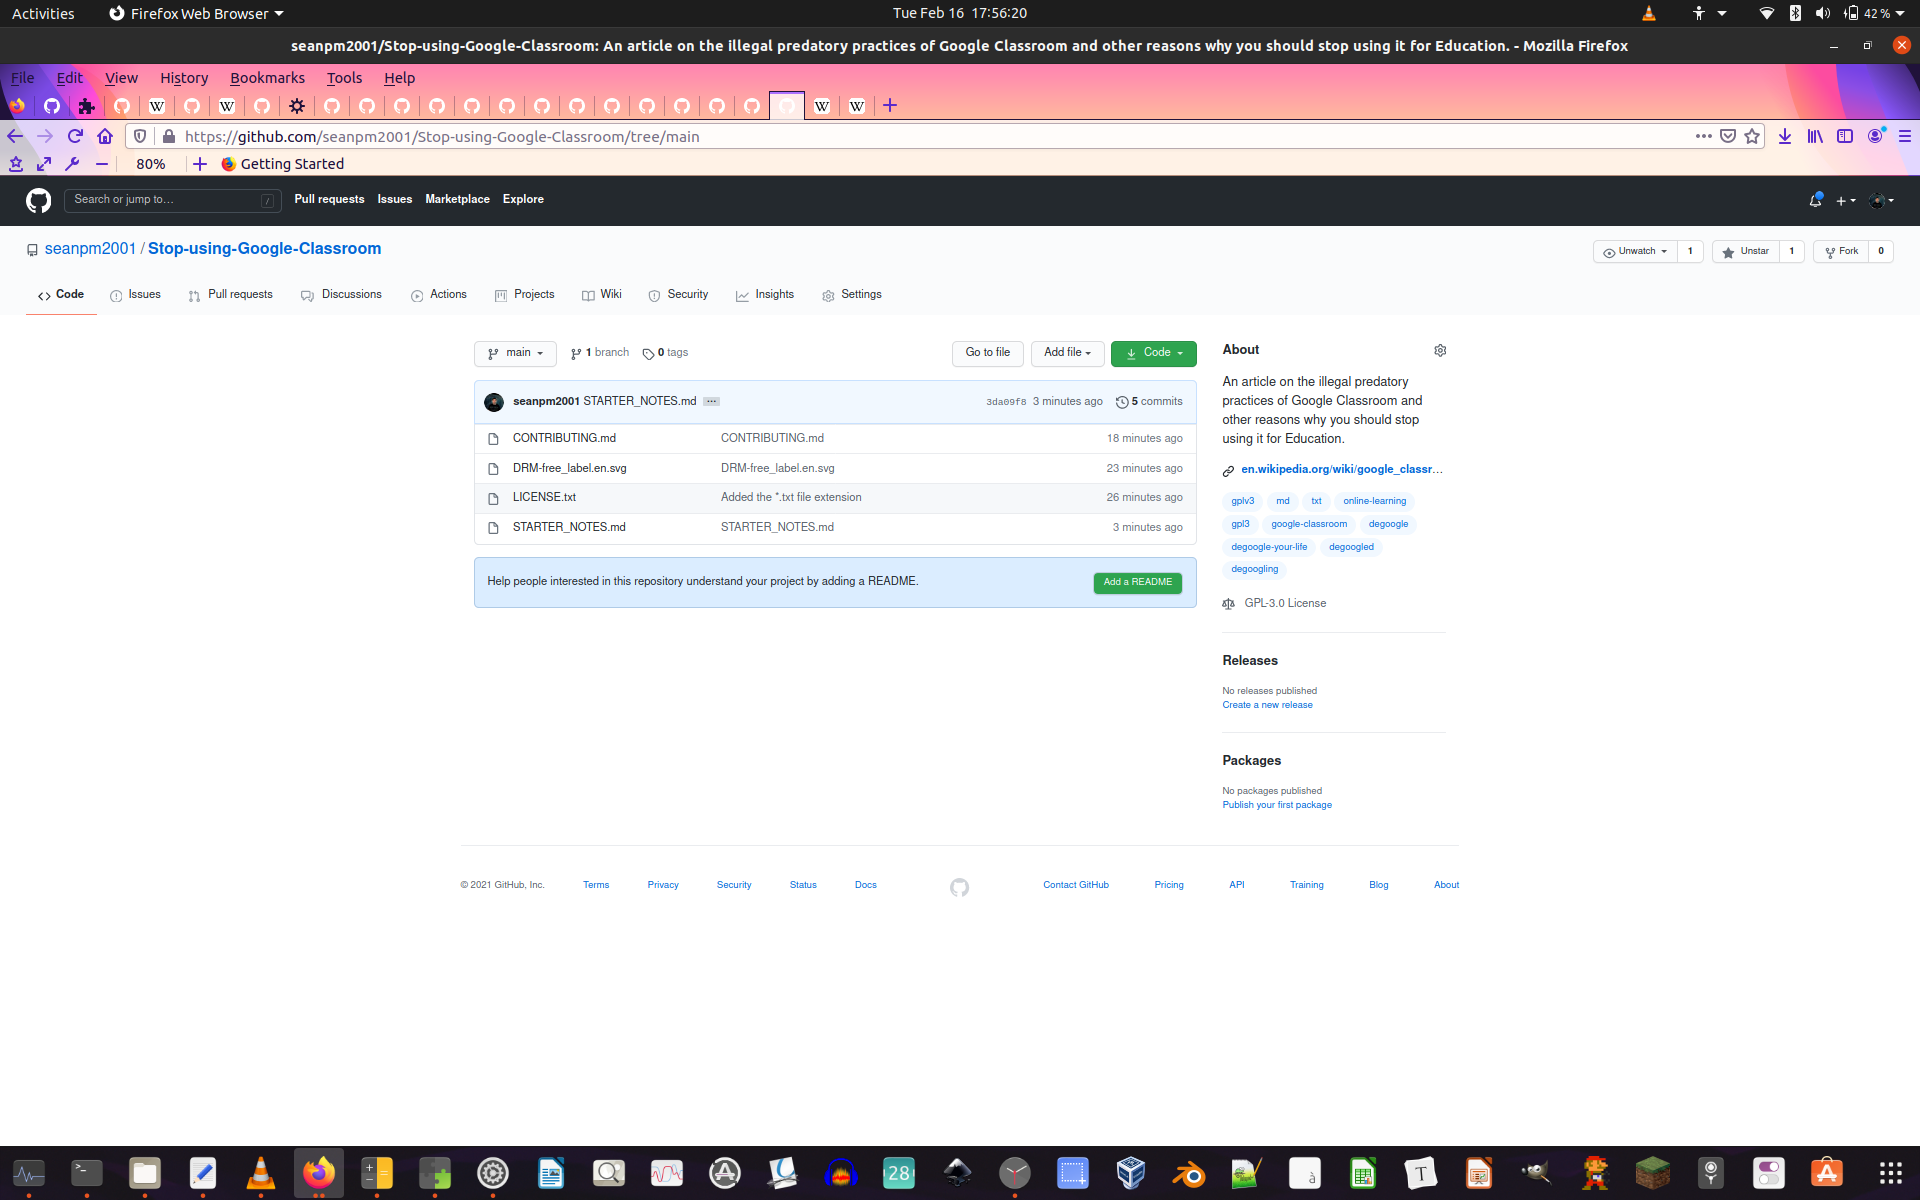 Activities Firefox Web Browser Tue Feb 16 17:56:20 42 %
seanpm2001/Stop-using-Google-Classroom: An article on the illegal predatory practices of Google Classroom and other reasons why you should stop using it for Education. - Mozilla Firefox
File Edit View History Bookmarks Tools Help
W W W W
https://github.com/seanpm2001/Stop-using-Google-Classroom/tree/main
80% Getting Started
Search or jump to… / Pull requests Issues Marketplace Explore
seanpm2001 / Stop-using-Google-Classroom Unwatch 1 Unstar 1 Fork 0
Code Issues Pull requests Discussions Actions Projects Wiki Security Insights Settings
main 1 branch 0 tags Go to file Add file Code
seanpm2001 STARTER_NOTES.md ... 3da09f8 3 minutes ago 5 commits
CONTRIBUTING.md CONTRIBUTING.md 18 minutes ago
DRM-free_label.en.svg DRM-free_label.en.svg 23 minutes ago
LICENSE.txt Added the *.txt file extension 26 minutes ago
STARTER_NOTES.md STARTER_NOTES.md 3 minutes ago
Help people interested in this repository understand your project by adding a README. Add a README
About
An article on the illegal predatory
practices of Google Classroom and
other reasons why you should stop
using it for Education.
en.wikipedia.org/wiki/google_classr…
gplv3 md txt online-learning
gpl3 google-classroom degoogle
degoogle-your-life degoogled
degoogling
GPL-3.0 License
Releases
No releases published
Create a new release
Packages
No packages published
Publish your first package
© 2021 GitHub, Inc. Terms Privacy Security Status Docs Contact GitHub Pricing API Training Blog About
>_ 28 à T